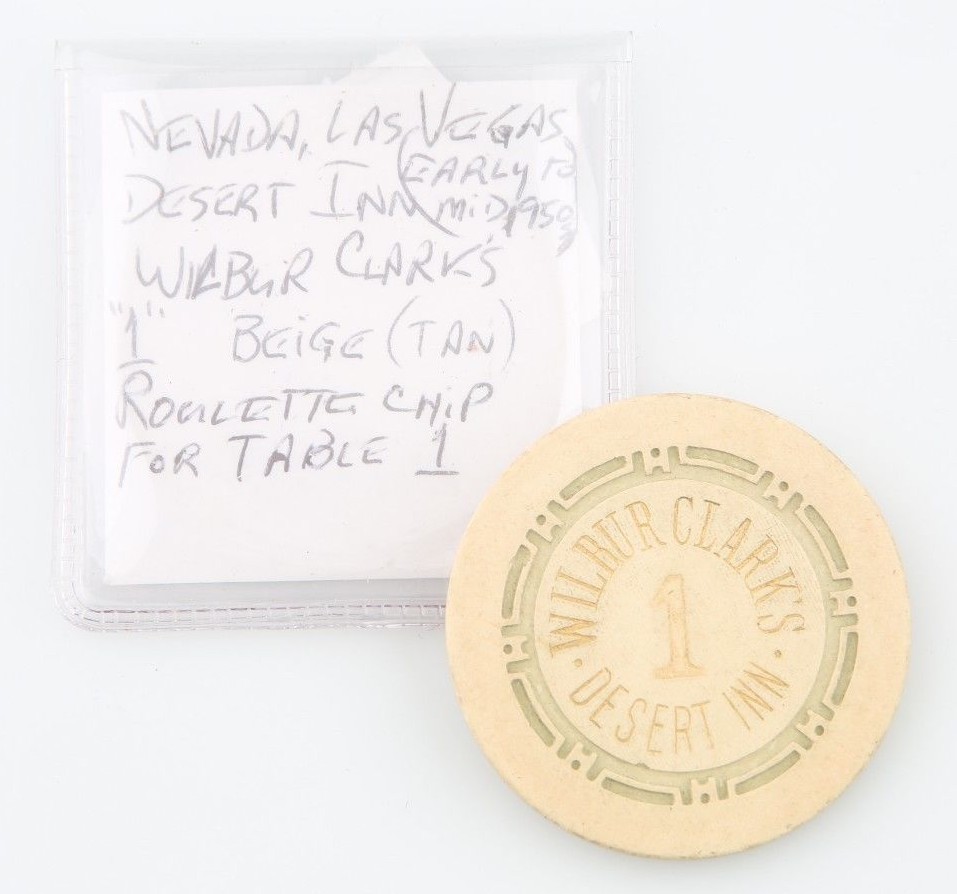 NEVADA, LAS VEGAS
DESERT INN (EARLY TO MID 1950s)
WILBUR CLARK'S
"1" BEIGE (TAN)
ROULETTE CHIP
FOR TABLE 1
WILBUR CLARK'S
1
DESERT INN